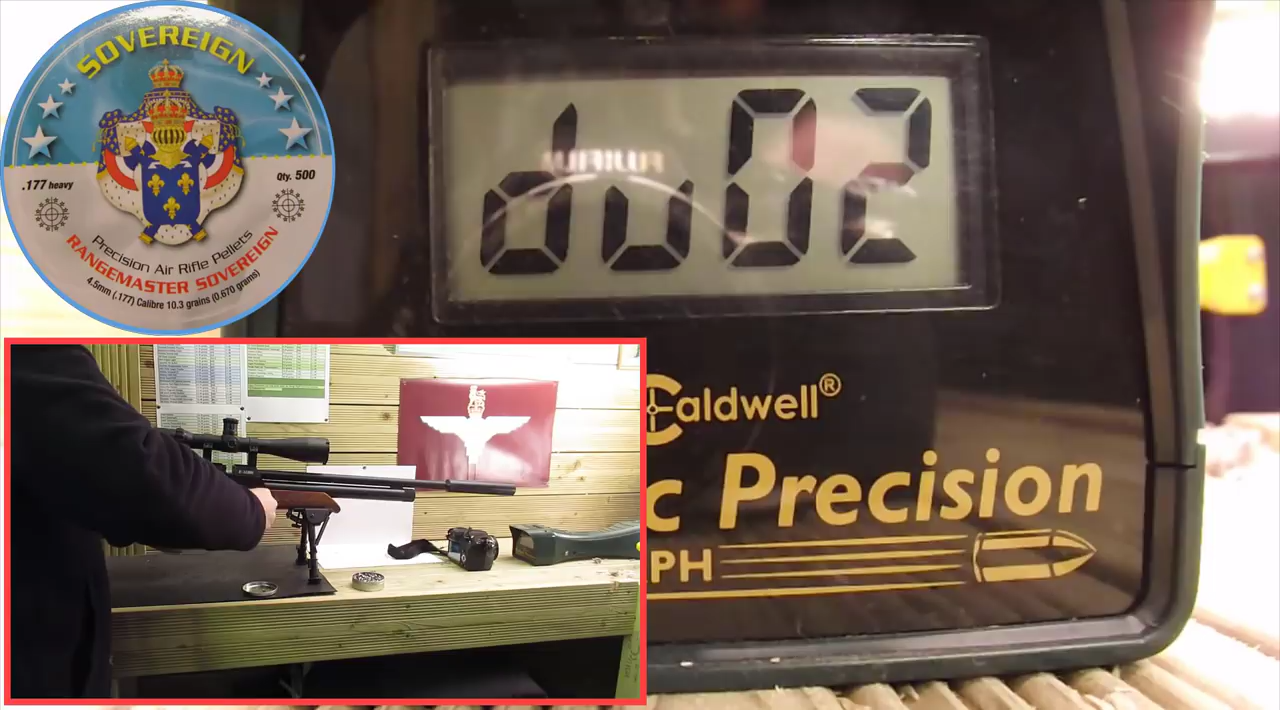 SOVEREIGN
.177 heavy
Qty. 500
Precision Air Rifle Pellets
RANGEMASTER SOVEREIGN
4.5mm (.177) Calibre 10.3 grains (0.670 grams)
du02
Caldwell®
c Precision
PH